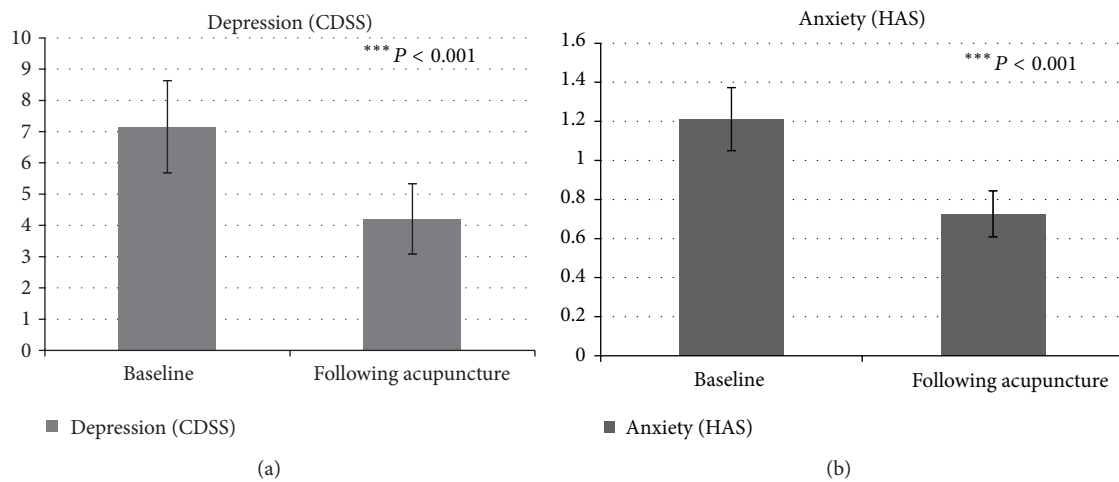 Depression (CDSS)
10
9
8
7
6
5
4
3
2
1
0
*** P < 0.001
Baseline
Following acupuncture
Depression (CDSS)
(a)
Anxiety (HAS)
1.6
1.4
1.2
1
0.8
0.6
0.4
0.2
0
*** P < 0.001
Baseline
Following acupuncture
Anxiety (HAS)
(b)